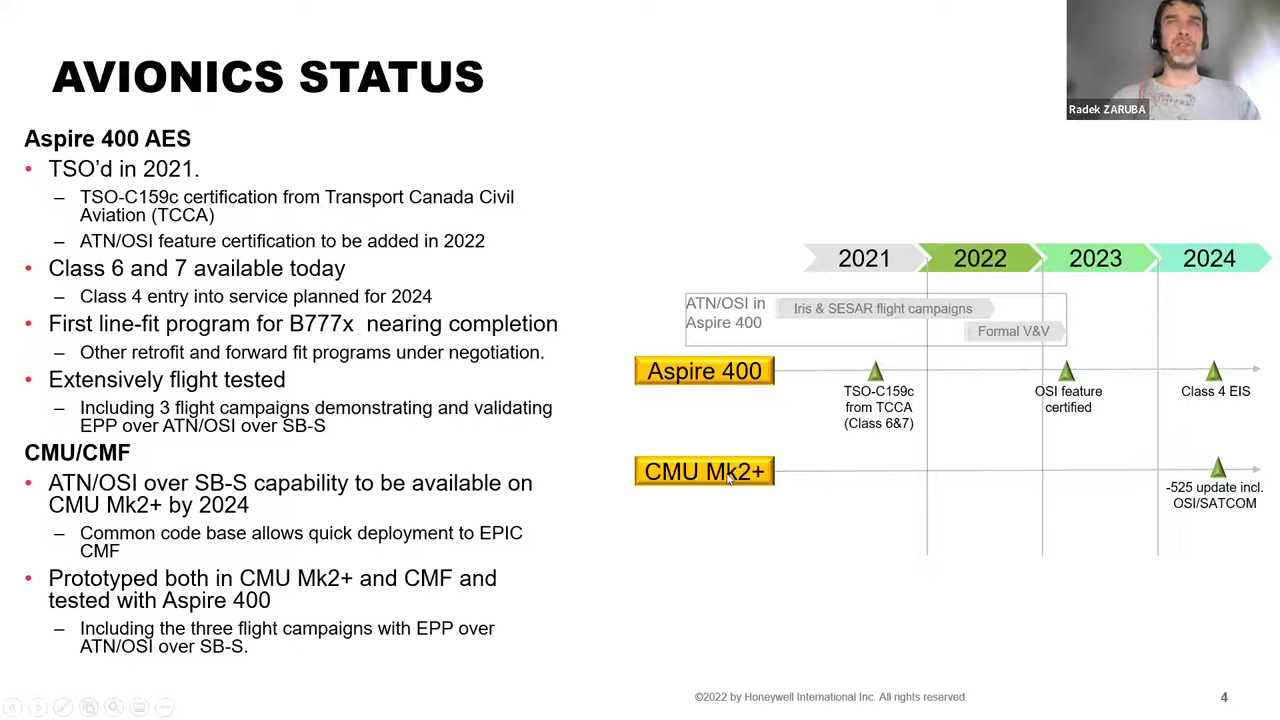 AVIONICS STATUS
Radek ZARUBA
Aspire 400 AES
• TSO’d in 2021.
– TSO-C159c certification from Transport Canada Civil
Aviation (TCCA)
– ATN/OSI feature certification to be added in 2022
• Class 6 and 7 available today
– Class 4 entry into service planned for 2024
• First line-fit program for B777x nearing completion
– Other retrofit and forward fit programs under negotiation.
• Extensively flight tested
– Including 3 flight campaigns demonstrating and validating
EPP over ATN/OSI over SB-S
CMU/CMF
• ATN/OSI over SB-S capability to be available on
CMU Mk2+ by 2024
– Common code base allows quick deployment to EPIC
CMF
• Prototyped both in CMU Mk2+ and CMF and
tested with Aspire 400
– Including the three flight campaigns with EPP over
ATN/OSI over SB-S.
2021 2022 2023 2024
ATN/OSI in
Aspire 400
Iris & SESAR flight campaigns
Formal V&V
Aspire 400
TSO-C159c
from TCCA
(Class 6&7)
OSI feature
certified
Class 4 EIS
CMU Mk2+
-525 update incl.
OSI/SATCOM
©2022 by Honeywell International Inc. All rights reserved.
4